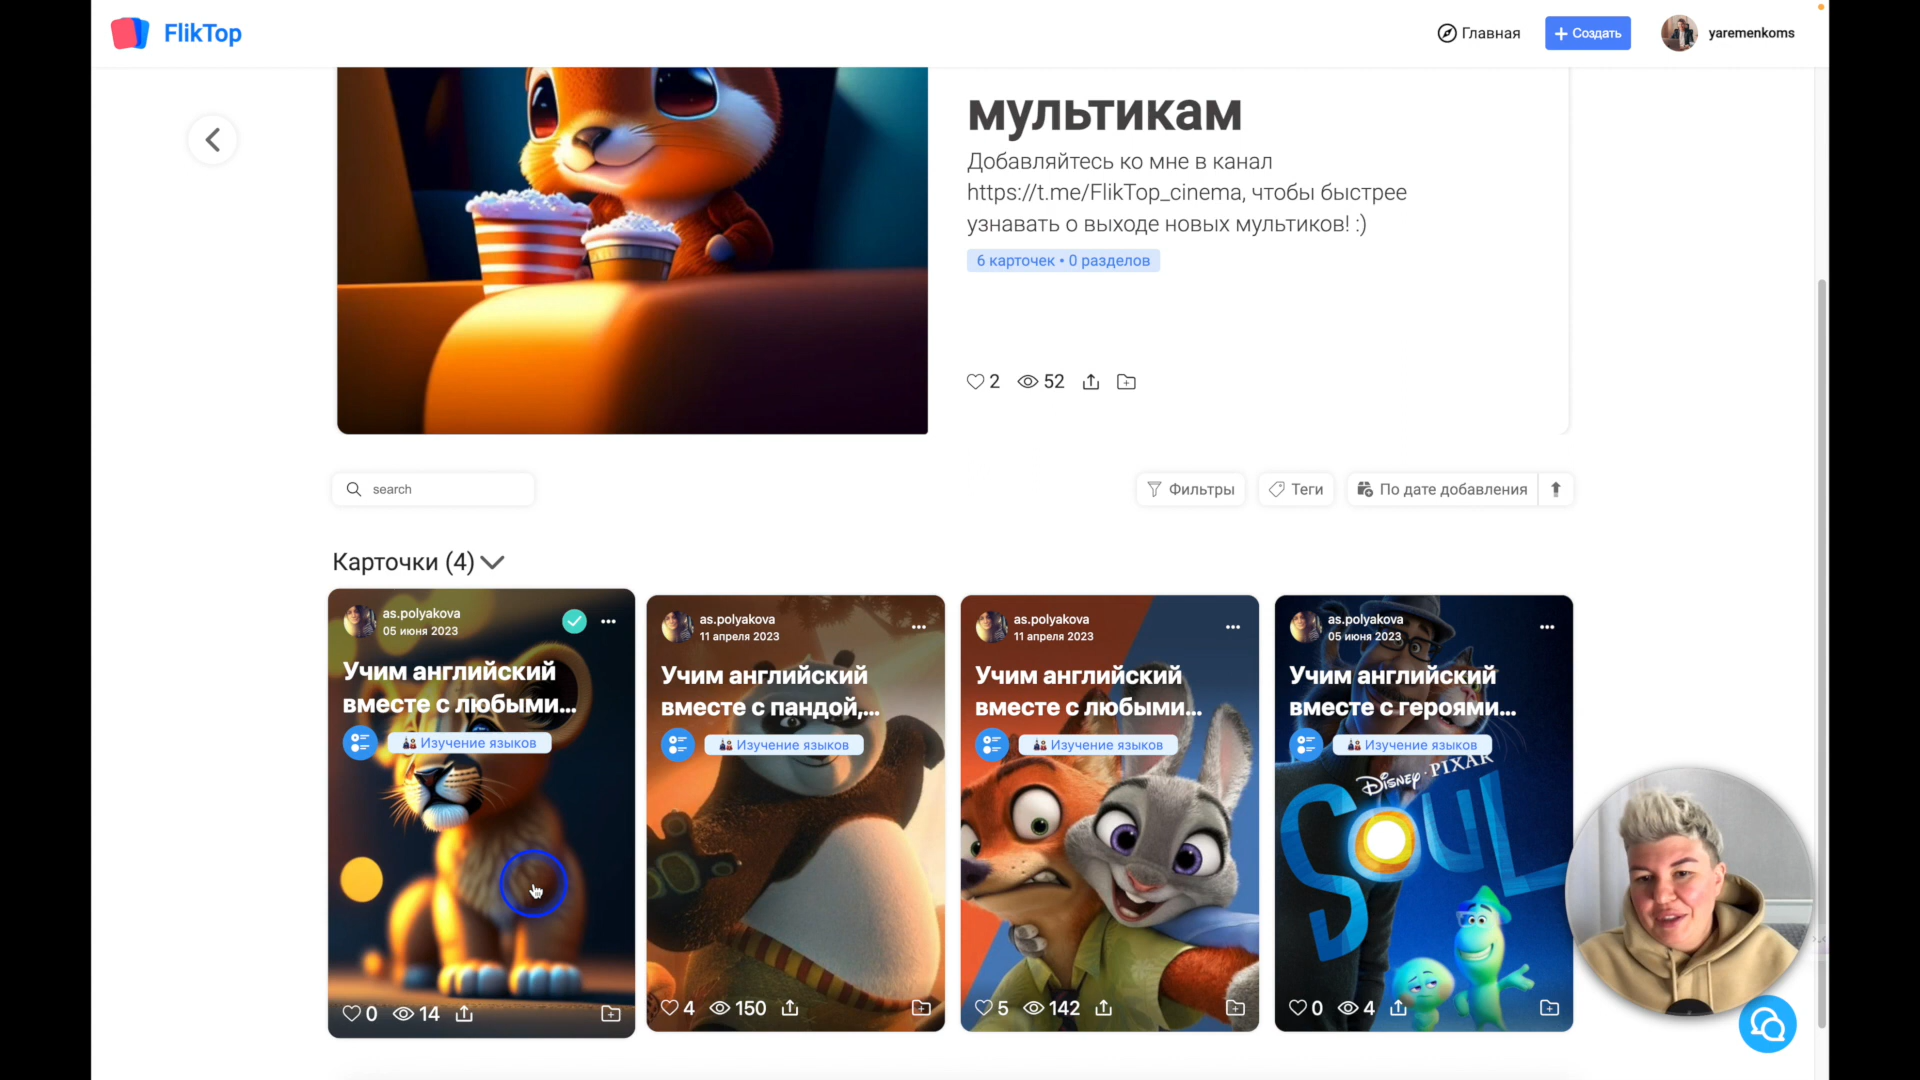 FlikTop
Главная
+ Создать
yaremenkoms
мультикам
Добавляйтесь ко мне в канал
https://t.me/FlikTop_cinema, чтобы быстрее
узнавать о выходе новых мультиков! :)
6 карточек • 0 разделов
2
52
search
Фильтры
Теги
По дате добавления
Карточки (4)
as.polyakova
05 июня 2023
Учим английский
вместе с любыми...
Изучение языков
0
14
as.polyakova
11 апреля 2023
Учим английский
вместе с пандой,...
Изучение языков
4
150
as.polyakova
11 апреля 2023
Учим английский
вместе с любыми...
Изучение языков
5
142
as.polyakova
05 июня 2023
Учим английский
вместе с героями...
Изучение языков
DISNEY · PIXAR
SOUL
0
4